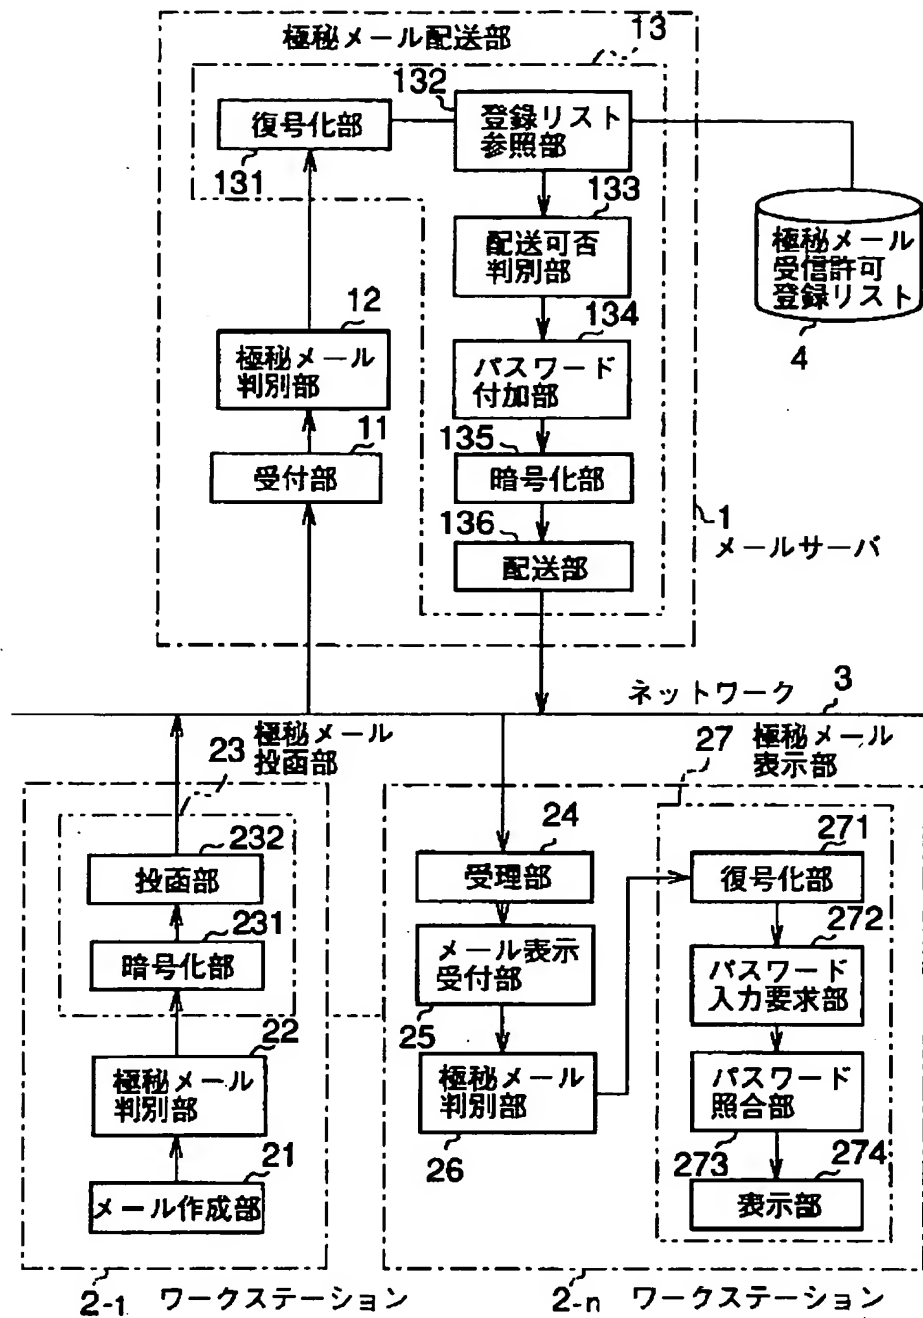 極秘メール配送部
13
132
復号化部
登録リスト
参照部
131
133
配送可否
判別部
極秘メール
受信許可
登録リスト
4
12
134
極秘メール
判別部
パスワード
付加部
11
135
受付部
暗号化部
136
配送部
1
メールサーバ
ネットワーク
3
極秘メール
投函部
23
27
極秘メール
表示部
232
投函部
231
暗号化部
22
極秘メール
判別部
21
メール作成部
2-1
ワークステーション
24
受理部
メール表示
受付部
25
極秘メール
判別部
26
271
復号化部
272
パスワード
入力要求部
パスワード
照合部
273
274
表示部
2-n
ワークステーション